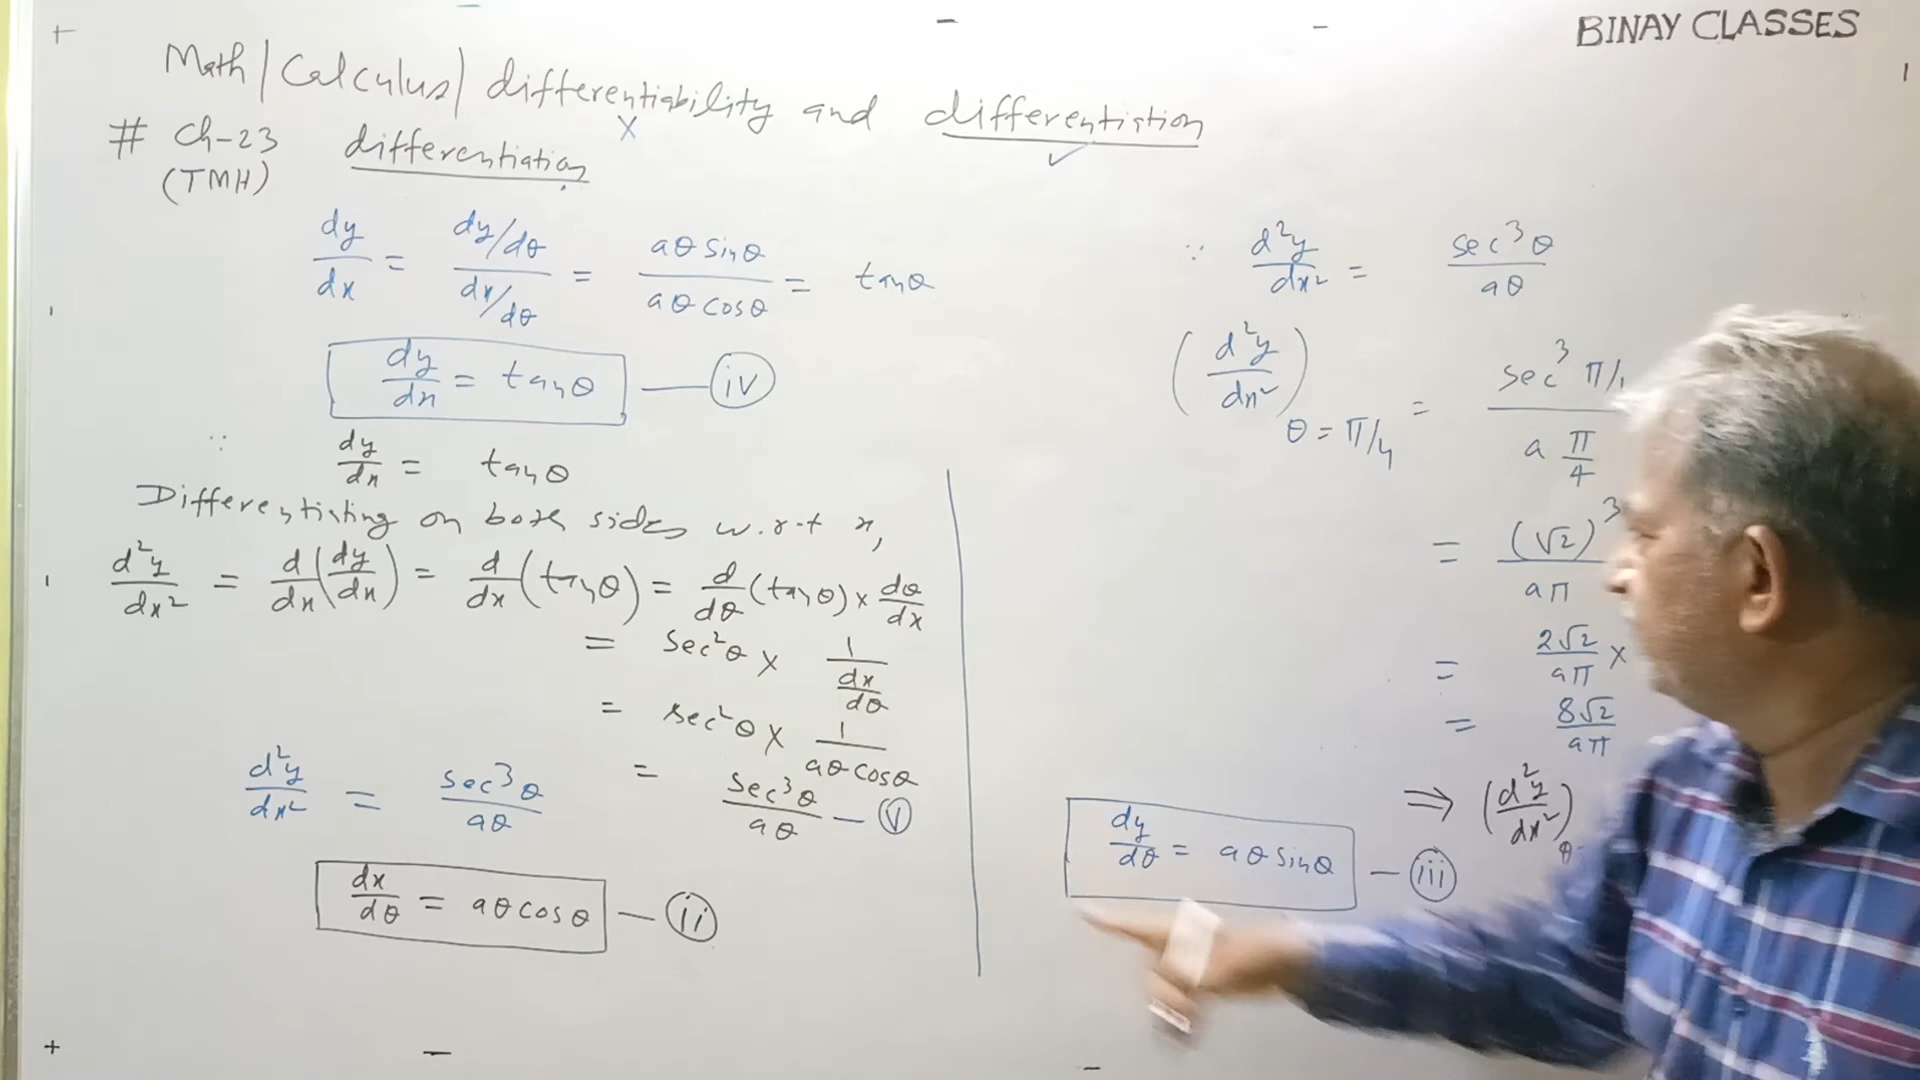 BINAY CLASSES
Math/Calculus/differentiability and differentiation
# Ch-23 differentiation
(TMH)
dy/dx = (dy/dθ)/(dx/dθ) = aθ sinθ / aθ cosθ = tanθ
dy/dx = tanθ — (iv)
∵ dy/dx = tanθ
Differentiating on both sides w.r.t x,
d²y/dx² = d/dx (dy/dx) = d/dx (tanθ) = d/dθ (tanθ) × dθ/dx
= sec²θ × 1/(dx/dθ)
= sec²θ × 1/(aθ cosθ)
= sec³θ/aθ — (v)
d²y/dx² = sec³θ/aθ
dx/dθ = aθ cosθ — (ii)
∵ d²y/dx² = sec³θ/aθ
(d²y/dx²) θ = π/4 = sec³ π/ / a π/4
= (√2)³/aπ
= 2√2/aπ ×
= 8√2/aπ
⇒ (d²y/dx²) θ
dy/dθ = aθ sinθ — (iii)